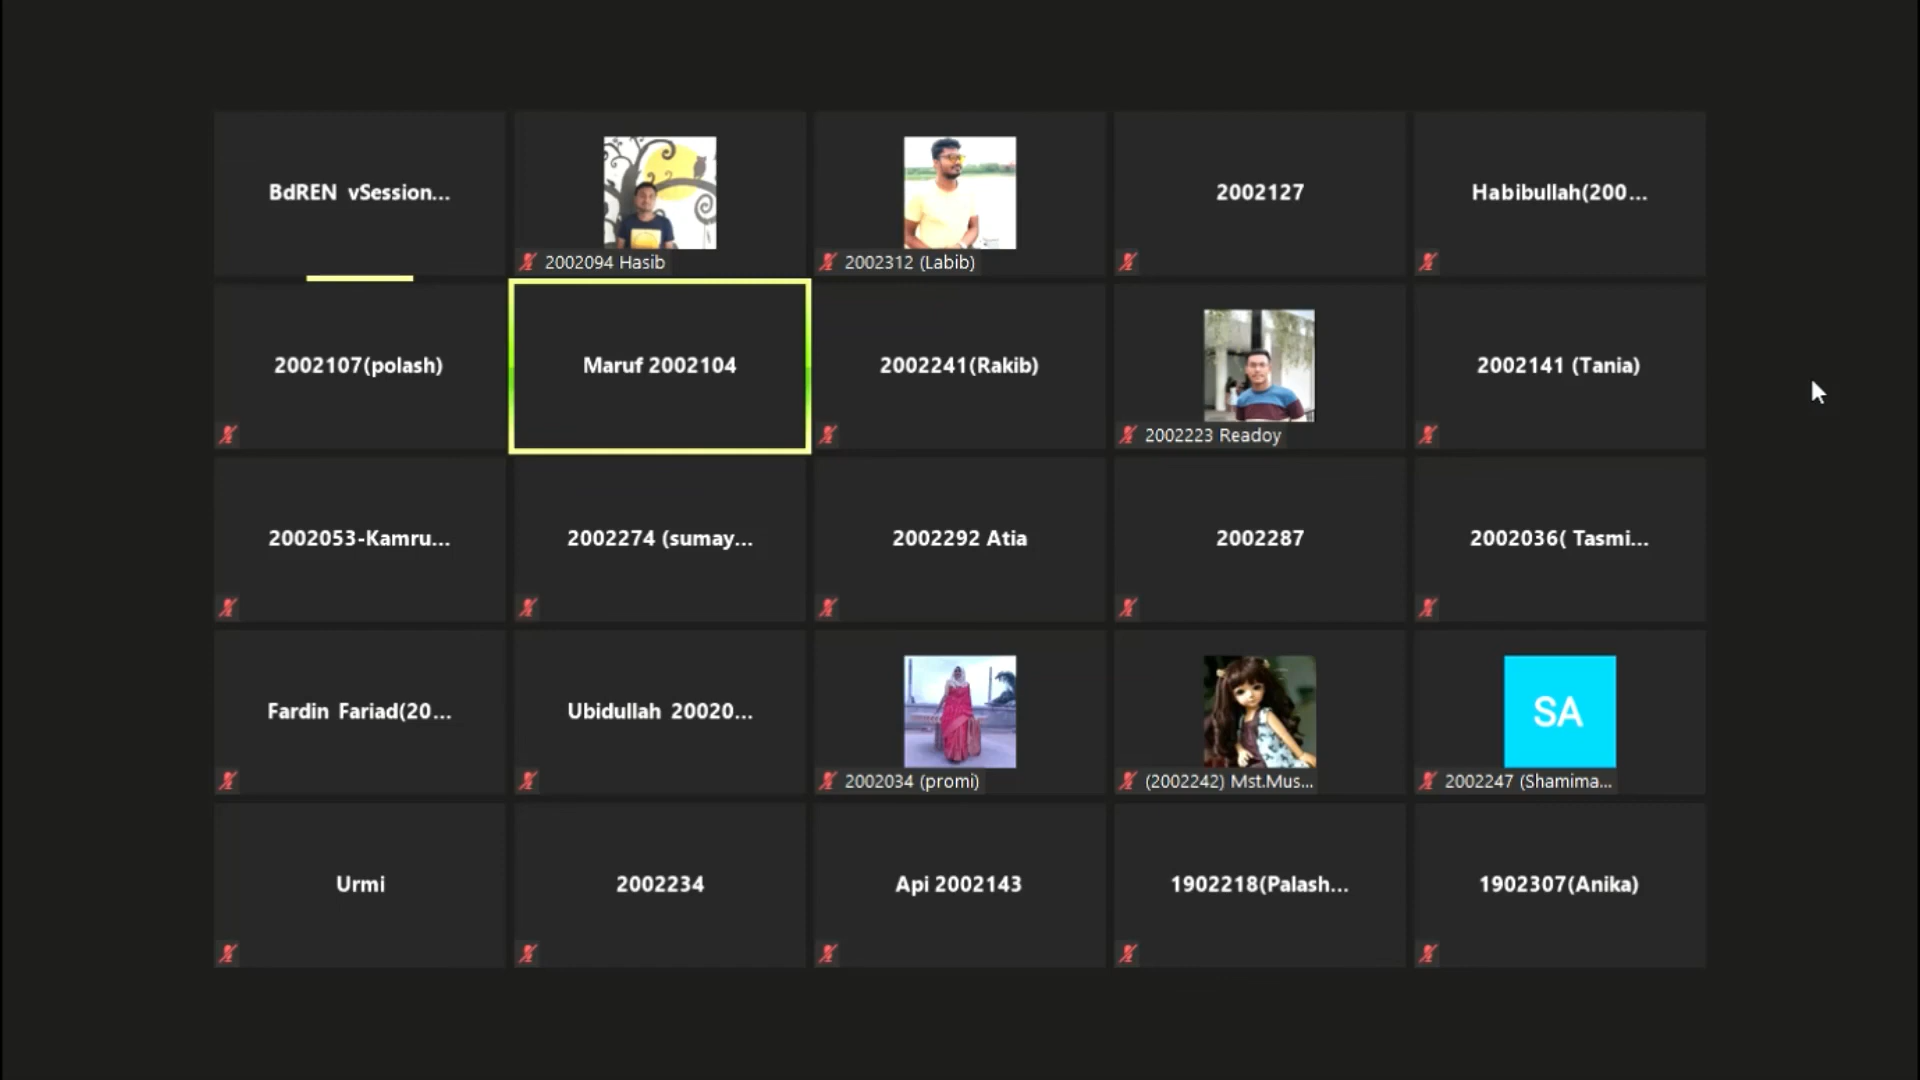 BdREN vSession...
2002094 Hasib
2002312 (Labib)
2002127
Habibullah(200...
2002107(polash)
Maruf 2002104
2002241(Rakib)
2002223 Readoy
2002141 (Tania)
2002053-Kamru...
2002274 (sumay...
2002292 Atia
2002287
2002036( Tasmi...
Fardin Fariad(20...
Ubidullah 20020...
2002034 (promi)
(2002242) Mst.Mus...
SA
2002247 (Shamima...
Urmi
2002234
Api 2002143
1902218(Palash...
1902307(Anika)